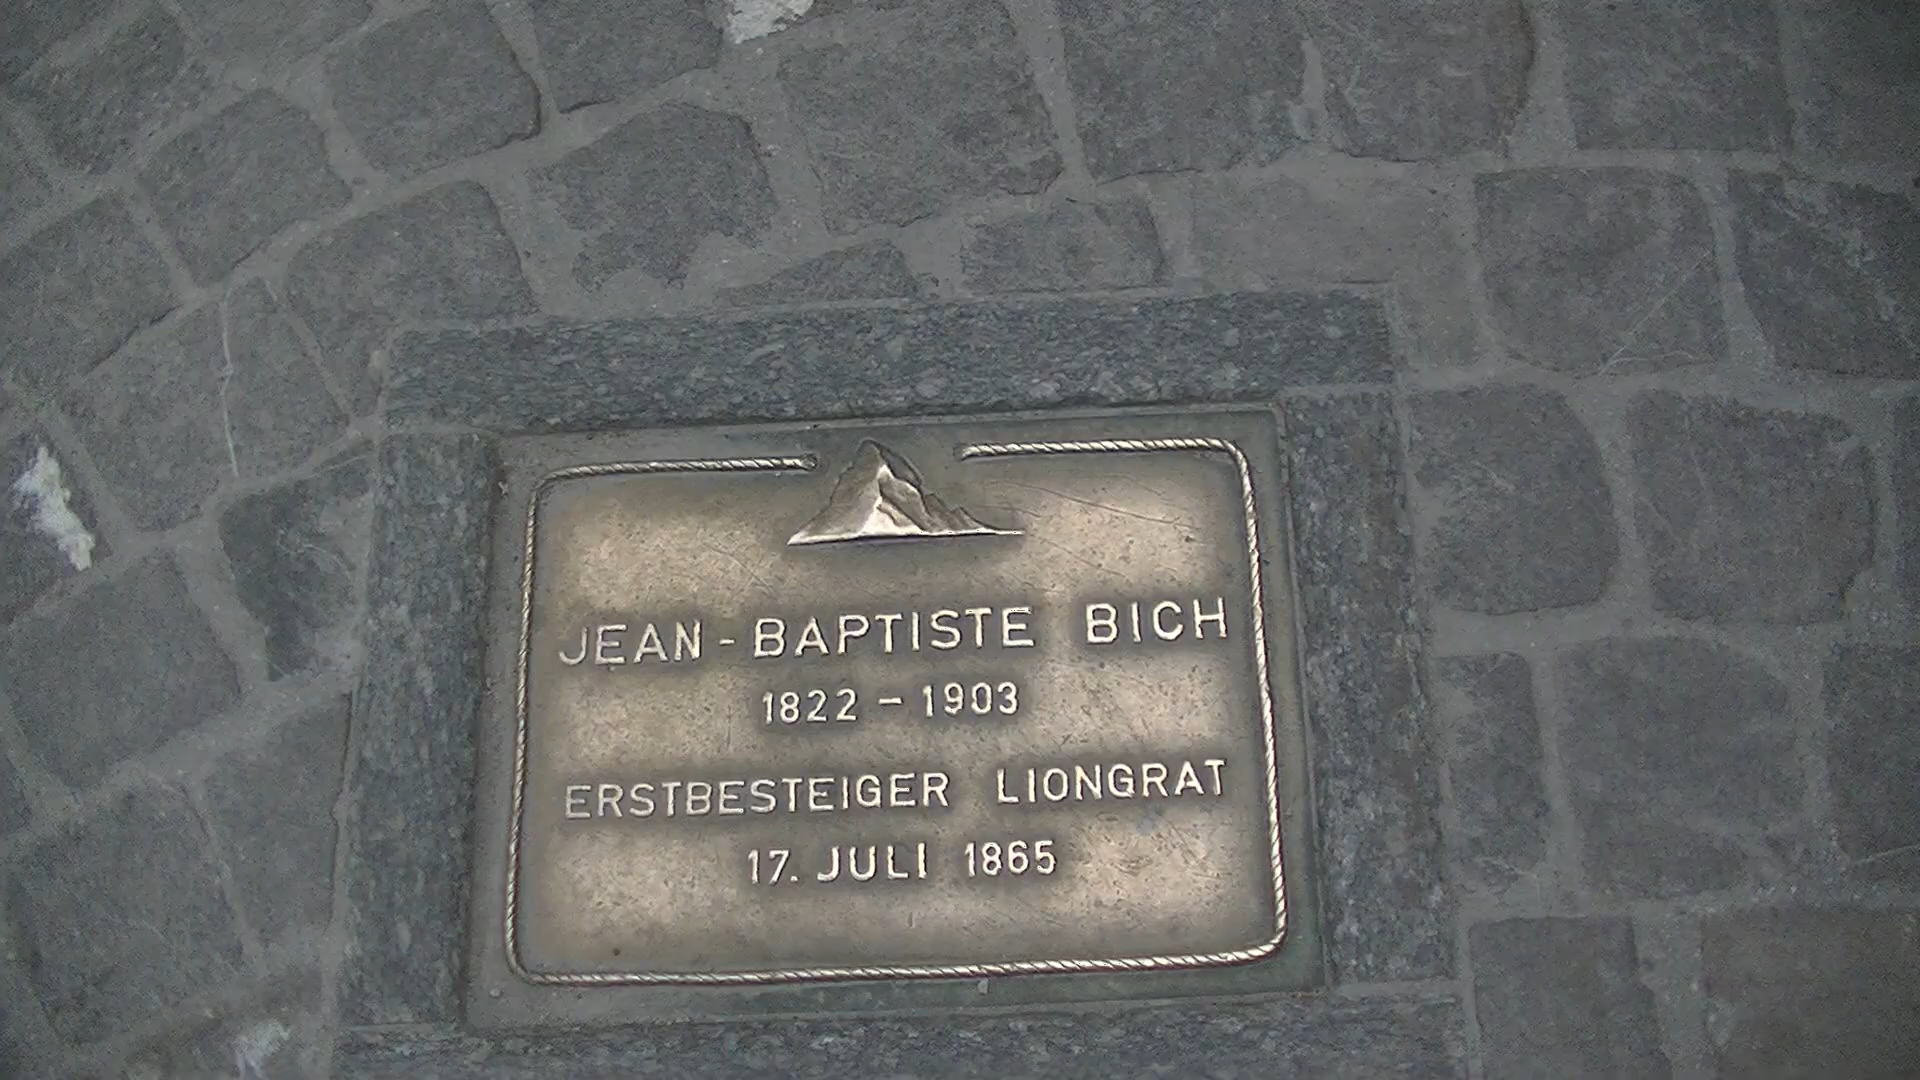 JEAN-BAPTISTE BICH
1822 - 1903
ERSTBESTEIGER LIONGRAT
17. JULI 1865